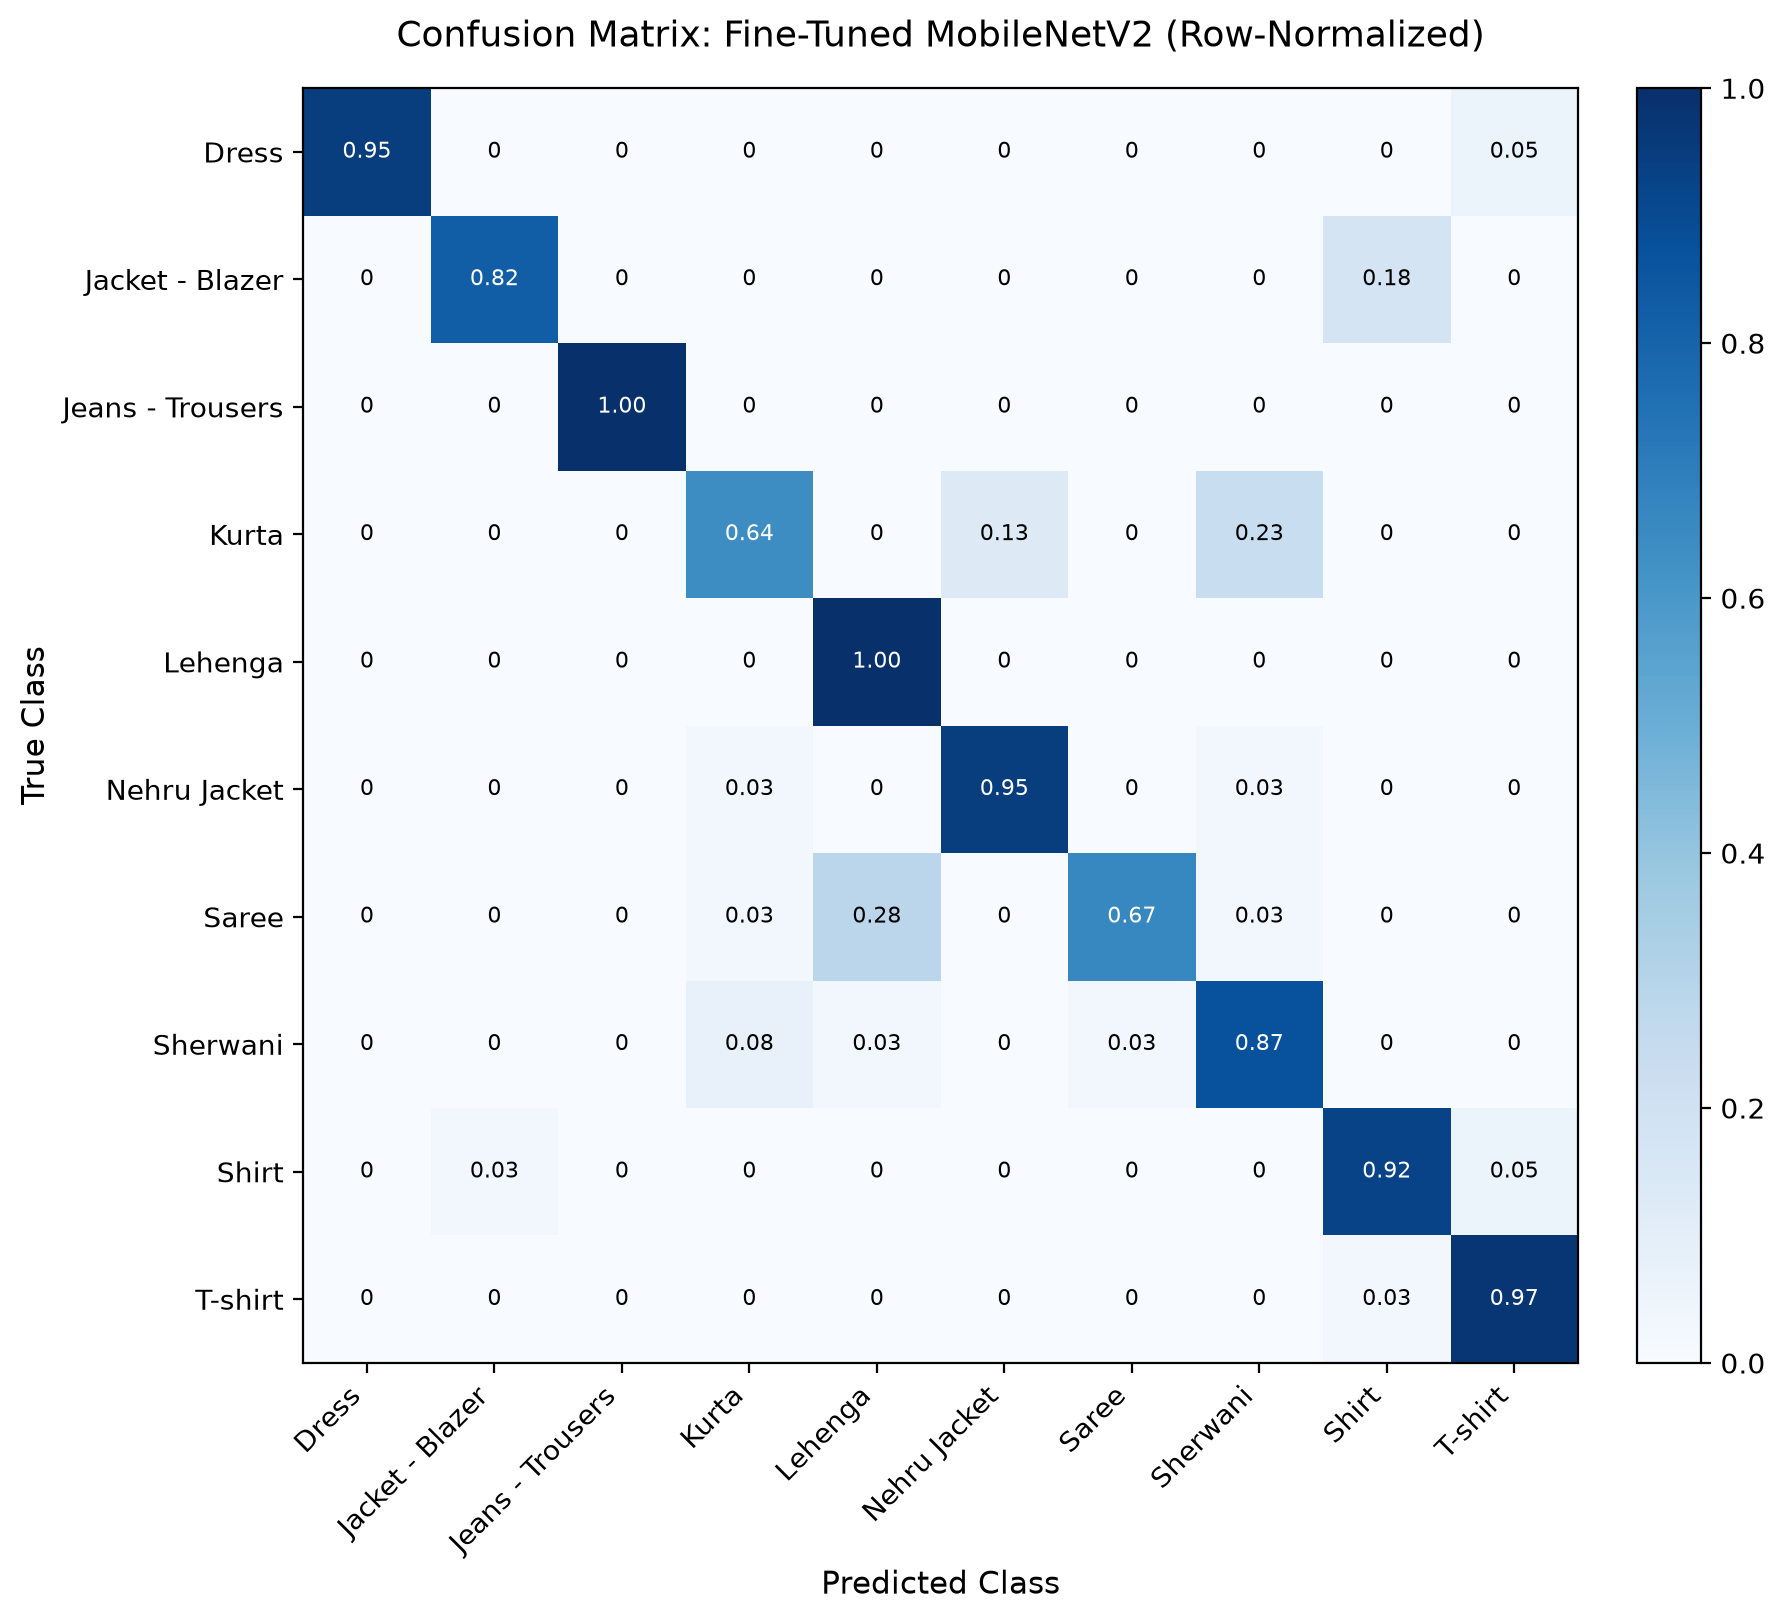 Confusion Matrix: Fine-Tuned MobileNetV2 (Row-Normalized)
True Class
Dress 0.95 0 0 0 0 0 0 0 0 0.05
Jacket - Blazer 0 0.82 0 0 0 0 0 0 0.18 0
Jeans - Trousers 0 0 1.00 0 0 0 0 0 0 0
Kurta 0 0 0 0.64 0 0.13 0 0.23 0 0
Lehenga 0 0 0 0 1.00 0 0 0 0 0
Nehru Jacket 0 0 0 0.03 0 0.95 0 0.03 0 0
Saree 0 0 0 0.03 0.28 0 0.67 0.03 0 0
Sherwani 0 0 0 0.08 0.03 0 0.03 0.87 0 0
Shirt 0 0.03 0 0 0 0 0 0 0.92 0.05
T-shirt 0 0 0 0 0 0 0 0 0.03 0.97
Dress Jacket - Blazer Jeans - Trousers Kurta Lehenga Nehru Jacket Saree Sherwani Shirt T-shirt
Predicted Class
1.0
0.8
0.6
0.4
0.2
0.0